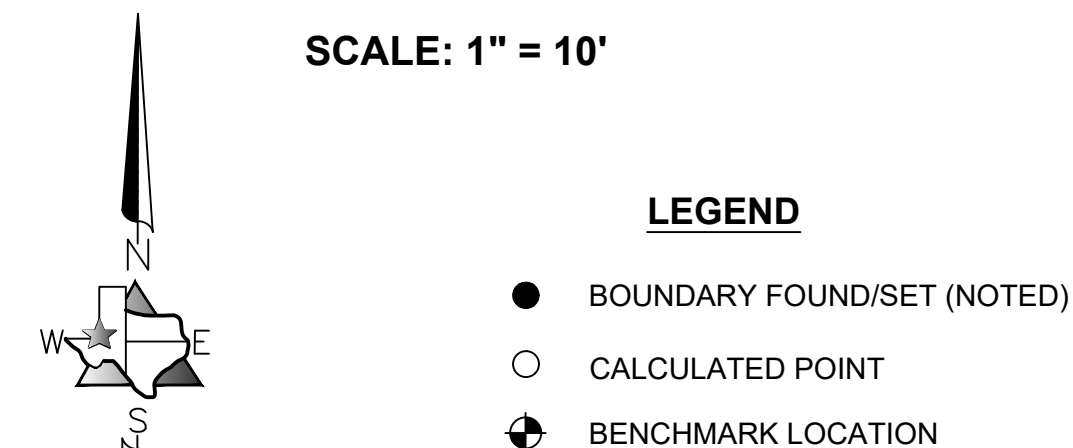 SCALE: 1" = 10'
LEGEND
N
BOUNDARY FOUND/SET (NOTED)
W E
CALCULATED POINT
S
BENCHMARK LOCATION